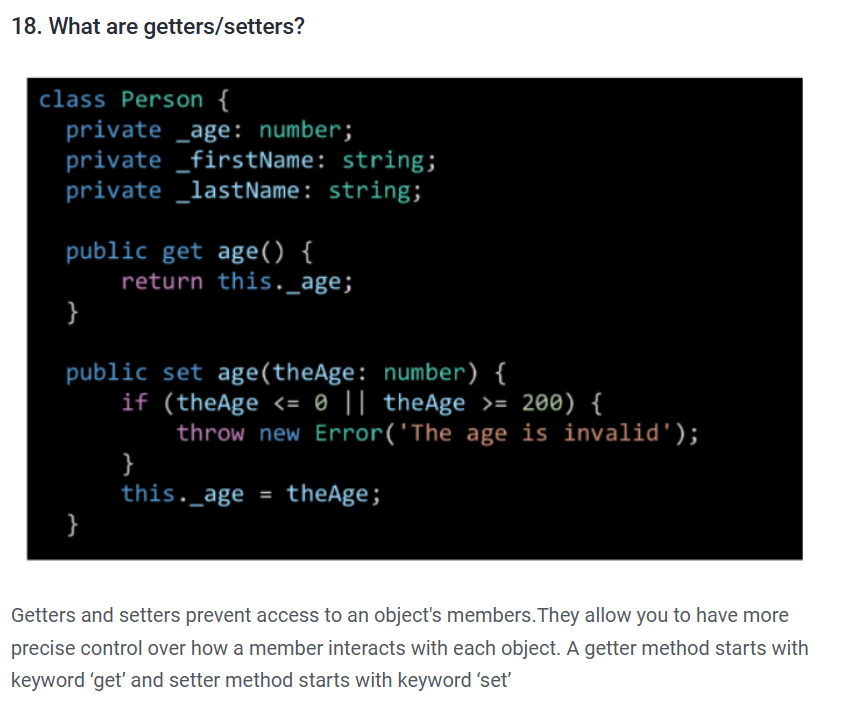 18. What are getters/setters?
class Person {
private _age: number;
private _firstName: string;
private _lastName: string;
public get age() {
return this._age;
}
public set age(theAge: number) {
if (theAge <= 0 || theAge >= 200) {
throw new Error('The age is invalid');
}
this._age = theAge;
}
Getters and setters prevent access to an object's members.They allow you to have more
precise control over how a member interacts with each object. A getter method starts with
keyword ‘get’ and setter method starts with keyword ‘set’